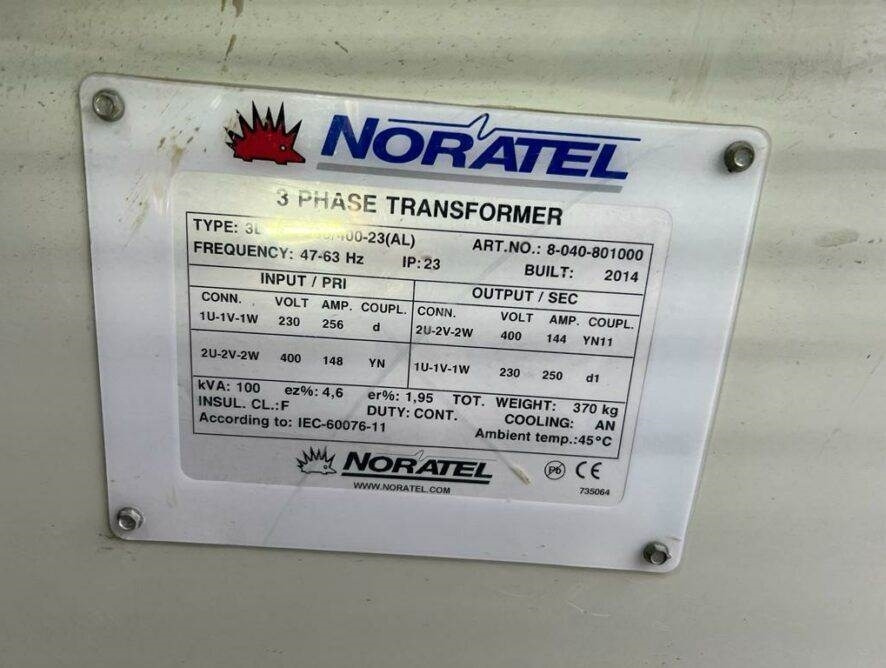 NORATEL
3 PHASE TRANSFORMER
TYPE: /400-23(AL) ART.NO.: 8-040-801000
FREQUENCY: 47-63 Hz IP:23 BUILT: 2014
INPUT / PRI OUTPUT / SEC
CONN. VOLT AMP. COUPL. CONN. VOLT AMP. COUPL.
1U-1V-1W 230 256 d 2U-2V-2W 400 144 YN11
2U-2V-2W 400 148 YN 1U-1V-1W 230 250 d1
kVA: 100 ez%: 4,6 er%: 1,95 TOT. WEIGHT: 370 kg
INSUL. CL.:F DUTY: CONT. COOLING: AN
According to: IEC-60076-11 Ambient temp.:45°C
NORATEL
Pb CE
WWW.NORATEL.COM 735064